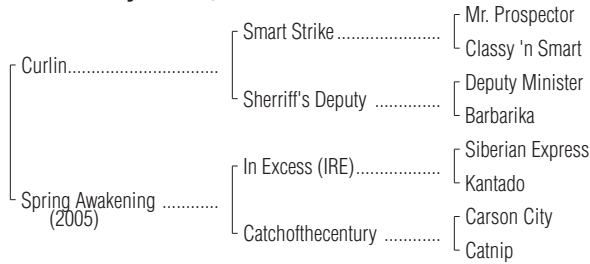 Mr. Prospector
Smart Strike....................
Classy 'n Smart
Curlin..............................
Deputy Minister
Sherriff's Deputy .............
Barbarika
Siberian Express
In Excess (IRE).................
Kantado
Spring Awakening ...........
(2005)
Carson City
Catchofthecentury ...........
Catnip